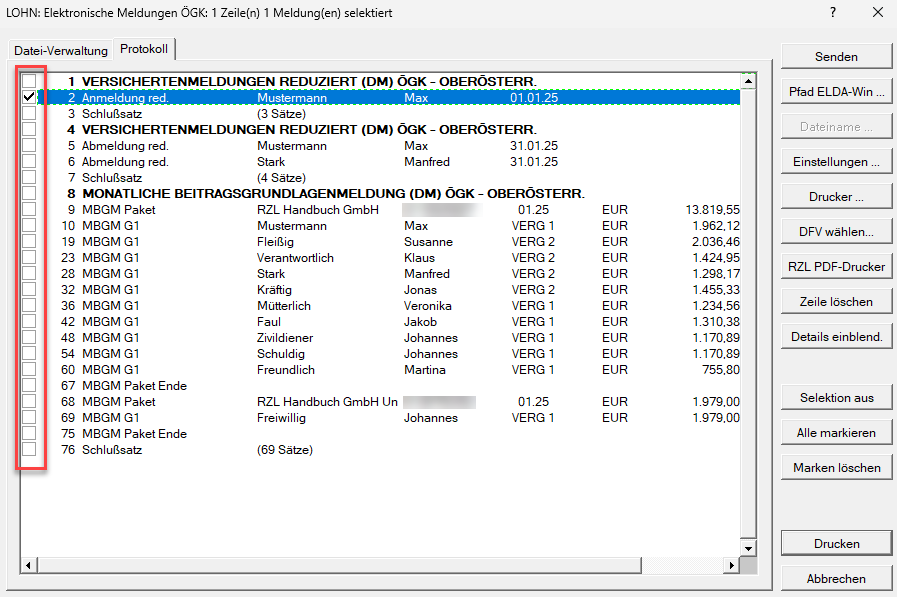 LOHN: Elektronische Meldungen ÖGK: 1 Zeile(n) 1 Meldung(en) selektiert ?
Datei-Verwaltung Protokoll
1 VERSICHERTENMELDUNGEN REDUZIERT (DM) ÖGK - OBERÖSTERR.
2 Anmeldung red. Mustermann Max 01.01.25
3 Schlußsatz (3 Sätze)
4 VERSICHERTENMELDUNGEN REDUZIERT (DM) ÖGK - OBERÖSTERR.
5 Abmeldung red. Mustermann Max 31.01.25
6 Abmeldung red. Stark Manfred 31.01.25
7 Schlußsatz (4 Sätze)
8 MONATLICHE BEITRAGSGRUNDLAGENMELDUNG (DM) ÖGK - OBERÖSTERR.
9 MBGM Paket RZL Handbuch GmbH 01.25 EUR 13.819,55
10 MBGM G1 Mustermann Max VERG 1 EUR 1.962,12
19 MBGM G1 Fleißig Susanne VERG 2 EUR 2.036,46
23 MBGM G1 Verantwortlich Klaus VERG 2 EUR 1.424,95
28 MBGM G1 Stark Manfred VERG 2 EUR 1.298,17
32 MBGM G1 Kräftig Jonas VERG 2 EUR 1.455,33
36 MBGM G1 Mütterlich Veronika VERG 1 EUR 1.234,56
42 MBGM G1 Faul Jakob VERG 1 EUR 1.310,38
48 MBGM G1 Zivildiener Johannes VERG 1 EUR 1.170,89
54 MBGM G1 Schuldig Johannes VERG 1 EUR 1.170,89
60 MBGM G1 Freundlich Martina VERG 1 EUR 755,80
67 MBGM Paket Ende
68 MBGM Paket RZL Handbuch GmbH Un 01.25 EUR 1.979,00
69 MBGM G1 Freiwillig Johannes VERG 1 EUR 1.979,00
75 MBGM Paket Ende
76 Schlußsatz (69 Sätze)
Senden
Pfad ELDA-Win ...
Dateiname ...
Einstellungen ...
Drucker ...
DFV wählen...
RZL PDF-Drucker
Zeile löschen
Details einblend.
Selektion aus
Alle markieren
Marken löschen
Drucken
Abbrechen